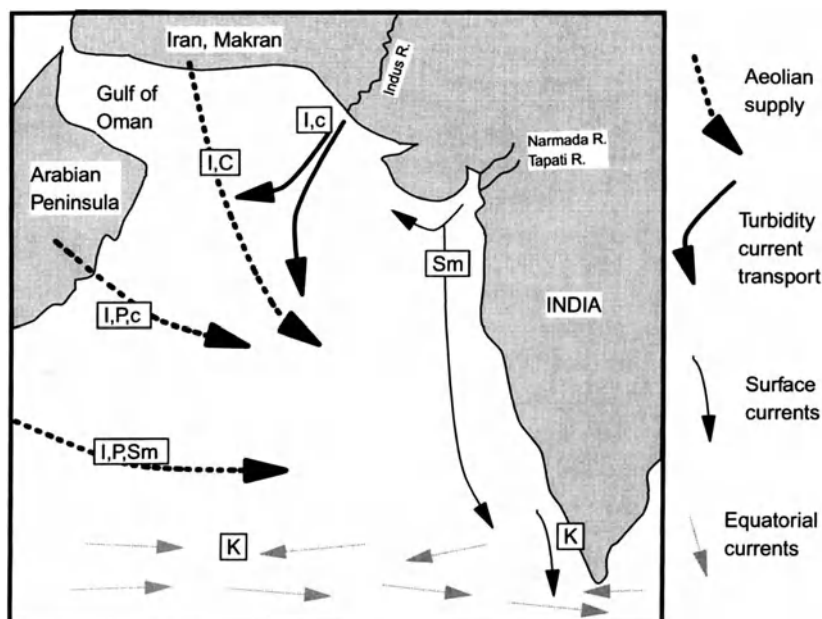 Iran, Makran
Indus R.
Gulf of
Oman
I,c
I,C
Narmada R.
Tapati R.
Arabian
Peninsula
Sm
INDIA
I,P,c
I,P,Sm
K
K
Aeolian
supply
Turbidity
current
transport
Surface
currents
Equatorial
currents